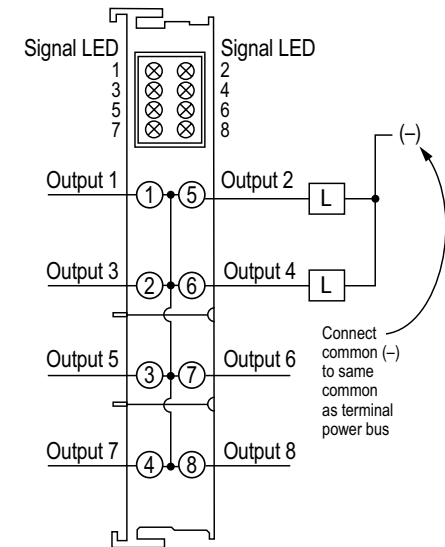 Signal LED Signal LED
1 2
3 4
5 6
7 8
(–)
Output 1 1 5 Output 2 L
Output 3 2 6 Output 4 L
Connect
common (–)
to same
common
as terminal
power bus
Output 5 3 7 Output 6
Output 7 4 8 Output 8